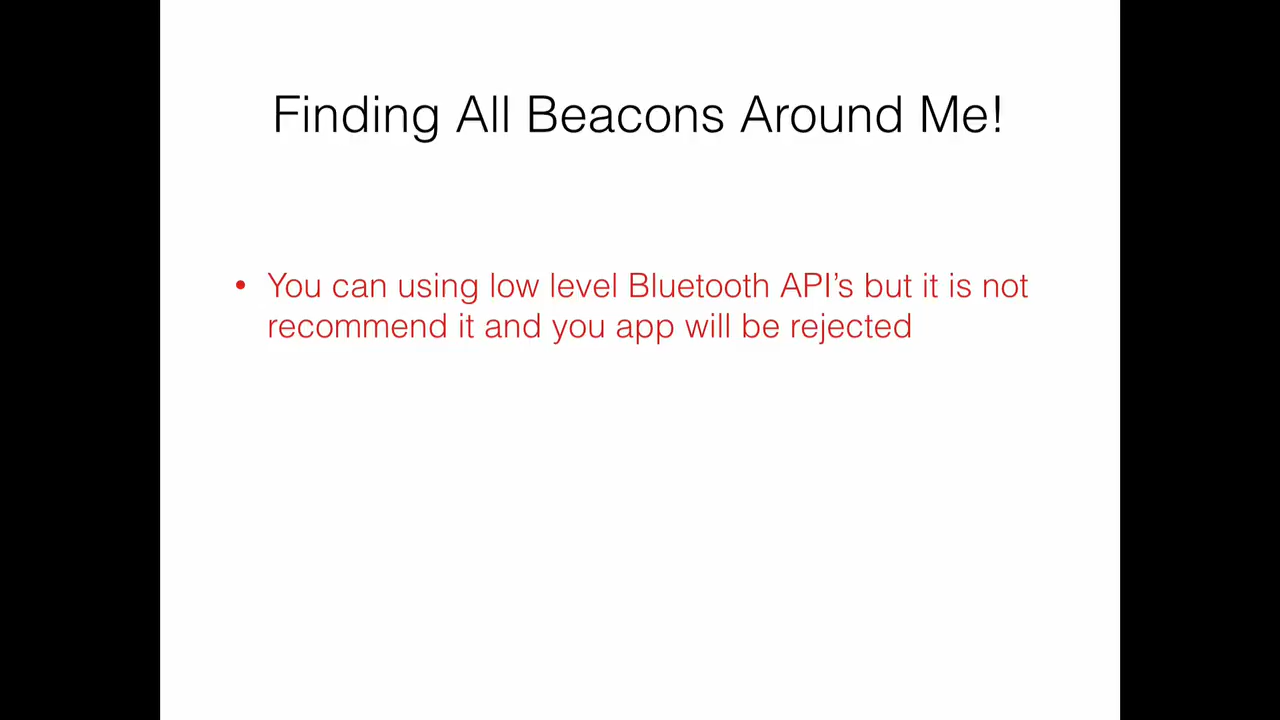 Finding All Beacons Around Me!
• You can using low level Bluetooth API’s but it is not
recommend it and you app will be rejected